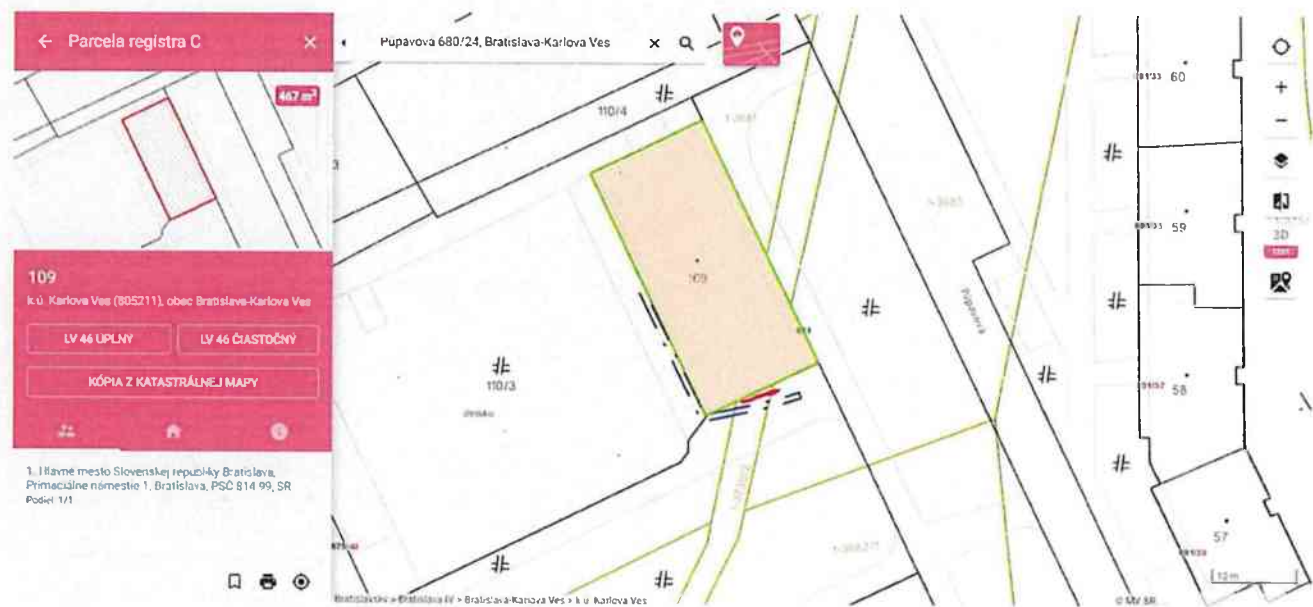 Parcela registra C
467 m²
109
k.ú. Karlova Ves (805211), obec Bratislava-Karlova Ves
LV 46 ÚPLNÝ
LV 46 ČIASTOČNÝ
KÓPIA Z KATASTRÁLNEJ MAPY
1. Hlavné mesto Slovenskej republiky Bratislava,
Primaciálne námestie 1, Bratislava, PSČ 814 99, SR
Podiel 1/1
Púpavová 680/24, Bratislava-Karlova Ves
110/4
109
110/3
Púpavová
60
59
58
57
3D
12 m
Bratislavský > Bratislava IV > Bratislava-Karlova Ves > k.ú. Karlova Ves